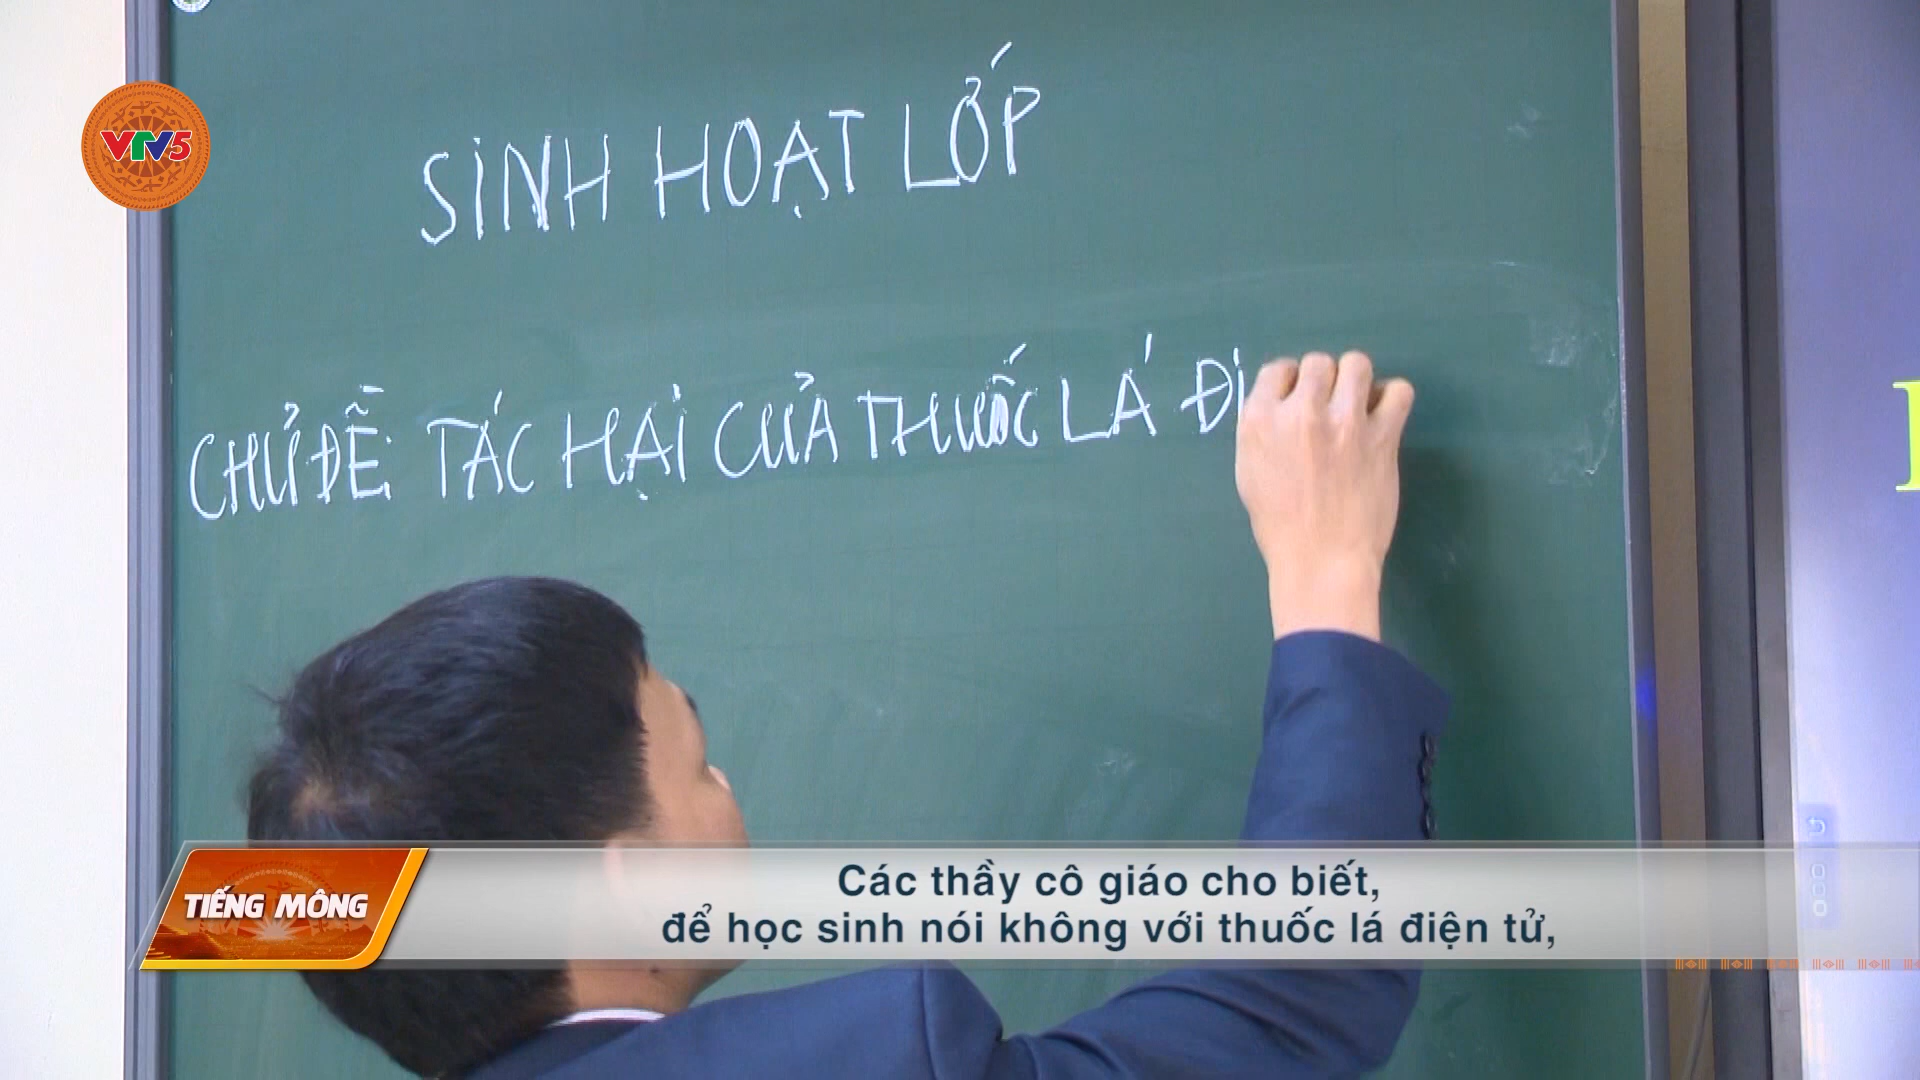 VTV5
SINH HOẠT LỚP
CHỦ ĐỀ: TÁC HẠI CỦA THUỐC LÁ ĐI
TIẾNG MÔNG
Các thầy cô giáo cho biết,
để học sinh nói không với thuốc lá điện tử,